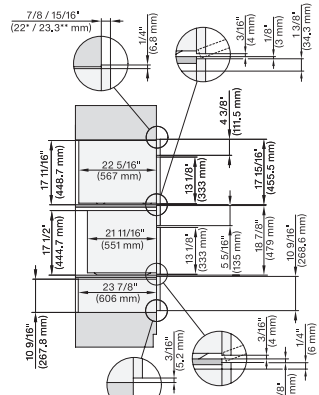 7/8 / 15/16"
(22* / 23.3** mm)
1/4"
(6.8 mm)
3/16"
(4 mm)
1/8"
(3 mm)
1 3/8"
(34.3 mm)
4 3/8"
(111.5 mm)
17 11/16"
(448.7 mm)
22 5/16"
(567 mm)
13 1/8"
(333 mm)
17 15/16"
(455.5 mm)
17 1/2"
(444.7 mm)
21 11/16"
(551 mm)
13 1/8"
(333 mm)
5 5/16"
(135 mm)
18 7/8"
(479 mm)
10 9/16"
(268.6 mm)
23 7/8"
(606 mm)
10 9/16"
(267.8 mm)
3/16"
(5.2 mm)
3/16"
(4 mm)
1/4"
(6 mm)
/8"
mm)